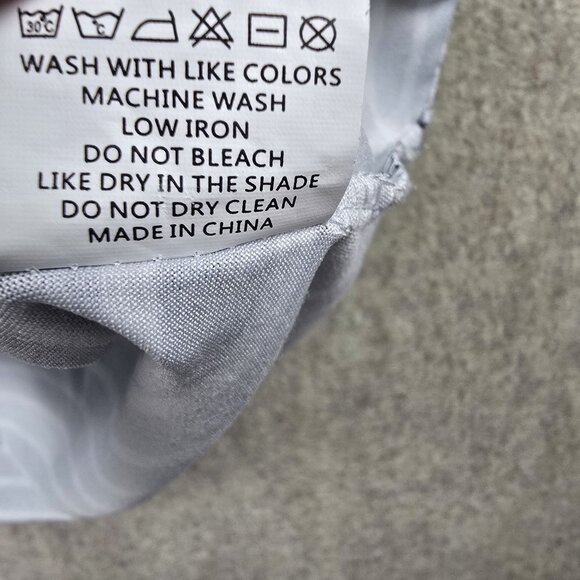 30°C °C
WASH WITH LIKE COLORS
MACHINE WASH
LOW IRON
DO NOT BLEACH
LIKE DRY IN THE SHADE
DO NOT DRY CLEAN
MADE IN CHINA